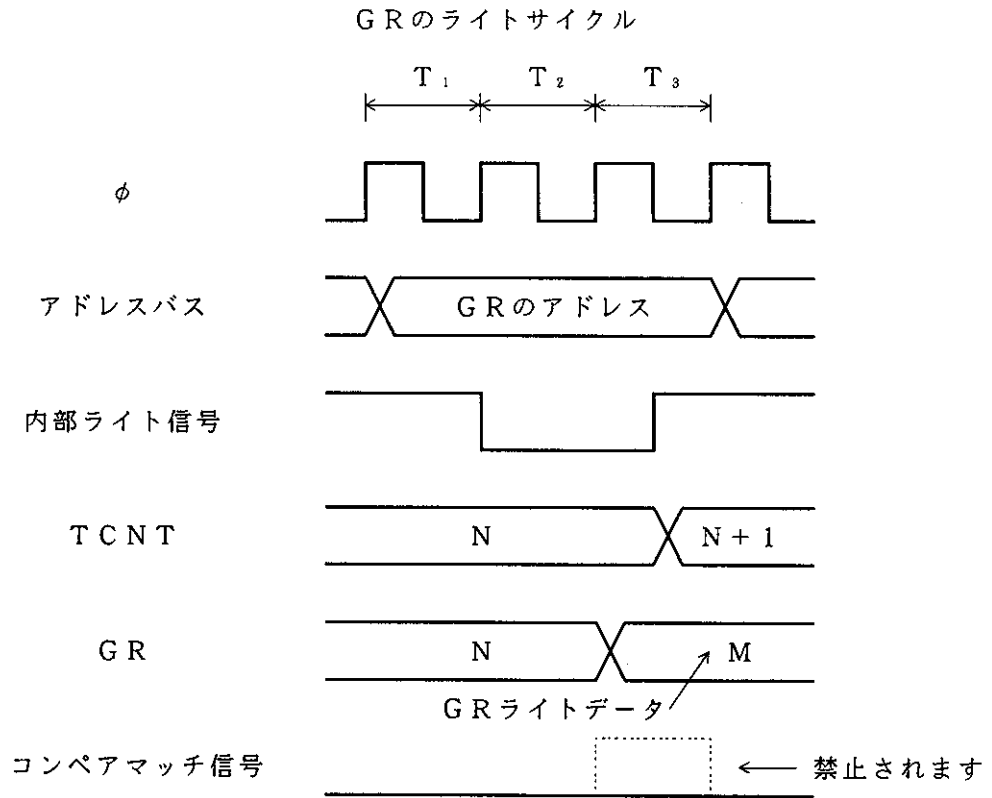 GRのライトサイクル
T₁ T₂ T₃
φ
アドレスバス GRのアドレス
内部ライト信号
TCNT N N+1
GR N M
GRライトデータ
コンペアマッチ信号 禁止されます